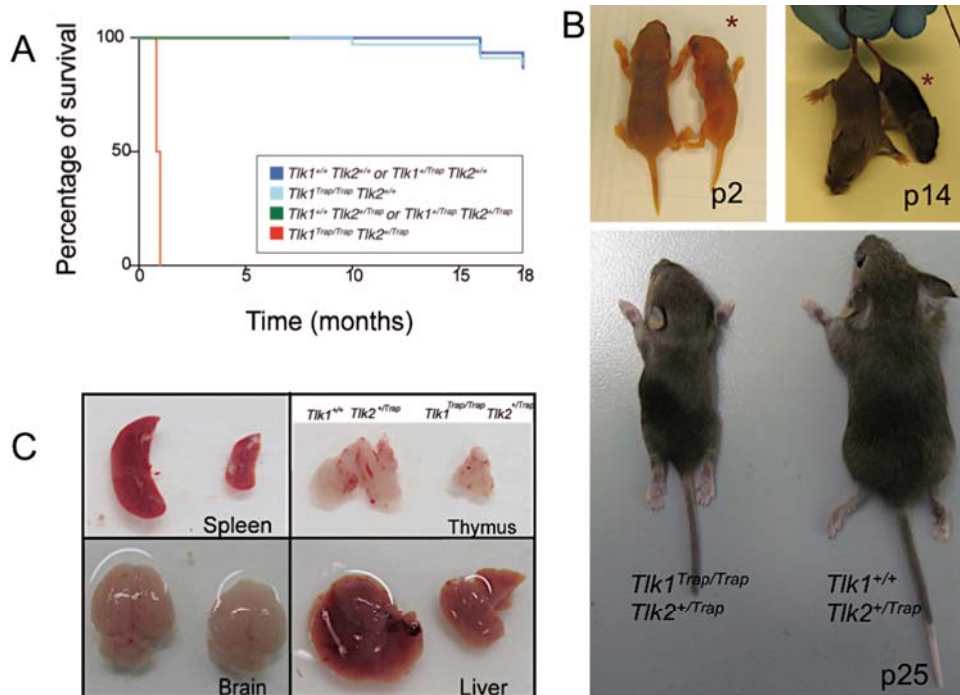 A
Percentage of survival
100
50
0
0 5 10 15 18
Time (months)
Tlk1+/+ Tlk2+/+ or Tlk1+/Trap Tlk2+/+
Tlk1Trap/Trap Tlk2+/+
Tlk1+/+ Tlk2+/Trap or Tlk1+/Trap Tlk2+/Trap
Tlk1Trap/Trap Tlk2+/Trap
B
*
p2
*
p14
Tlk1Trap/Trap
Tlk2+/Trap
Tlk1+/+
Tlk2+/Trap
p25
C
Spleen
Tlk1+/+ Tlk2+/Trap Tlk1Trap/Trap Tlk2+/Trap
Thymus
Brain
Liver